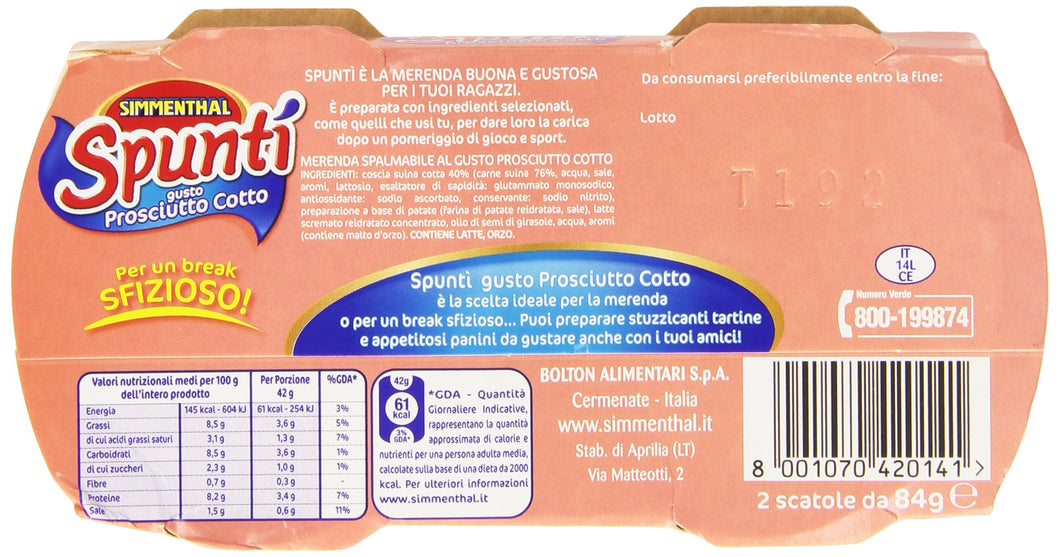 SIMMENTHAL
Spuntì
gusto
Prosciutto Cotto
Per un break
SFIZIOSO!
SPUNTÌ È LA MERENDA BUONA E GUSTOSA
PER I TUOI RAGAZZI.
È preparata con ingredienti selezionati,
come quelli che usi tu, per dare loro la carica
dopo un pomeriggio di gioco e sport.
MERENDA SPALMABILE AL GUSTO PROSCIUTTO COTTO
INGREDIENTI: coscia suina cotta 40% (carne suina 76%, acqua, sale,
aromi, lattosio, esaltatore di sapidità: glutammato monosodico,
antiossidante: sodio ascorbato, conservante: sodio nitrito),
preparazione a base di patate (farina di patate reidratata, sale), latte
scremato reidratato concentrato, olio di semi di girasole, acqua, aromi
(contiene malto d'orzo). CONTIENE LATTE, ORZO.
Da consumarsi preferibilmente entro la fine:
Lotto
T192
IT
14L
CE
Numero Verde
800-199874
Spuntì gusto Prosciutto Cotto
è la scelta ideale per la merenda
o per un break sfizioso... Puoi preparare stuzzicanti tartine
e appetitosi panini da gustare anche con i tuoi amici!
Valori nutrizionali medi per 100 g dell'intero prodotto Per Porzione 42 g %GDA*
Energia 145 kcal - 604 kJ 61 kcal - 254 kJ 3%
Grassi 8,5 g 3,6 g 5%
di cui acidi grassi saturi 3,1 g 1,3 g 7%
Carboidrati 8,5 g 3,6 g 1%
di cui zuccheri 2,3 g 1,0 g 1%
Fibre 0,7 g 0,3 g -
Proteine 8,2 g 3,4 g 7%
Sale 1,5 g 0,6 g 11%
42g
61
kcal
3%
GDA*
*GDA - Quantità
Giornaliere Indicative,
rappresentano la quantità
approssimata di calorie e
nutrienti per una persona adulta media,
calcolate sulla base di una dieta da 2000
kcal. Per ulteriori informazioni
www.simmenthal.it
BOLTON ALIMENTARI S.p.A.
Cermenate - Italia
www.simmenthal.it
Stab. di Aprilia (LT)
Via Matteotti, 2
8 001070 420141 >
2 scatole da 84g e